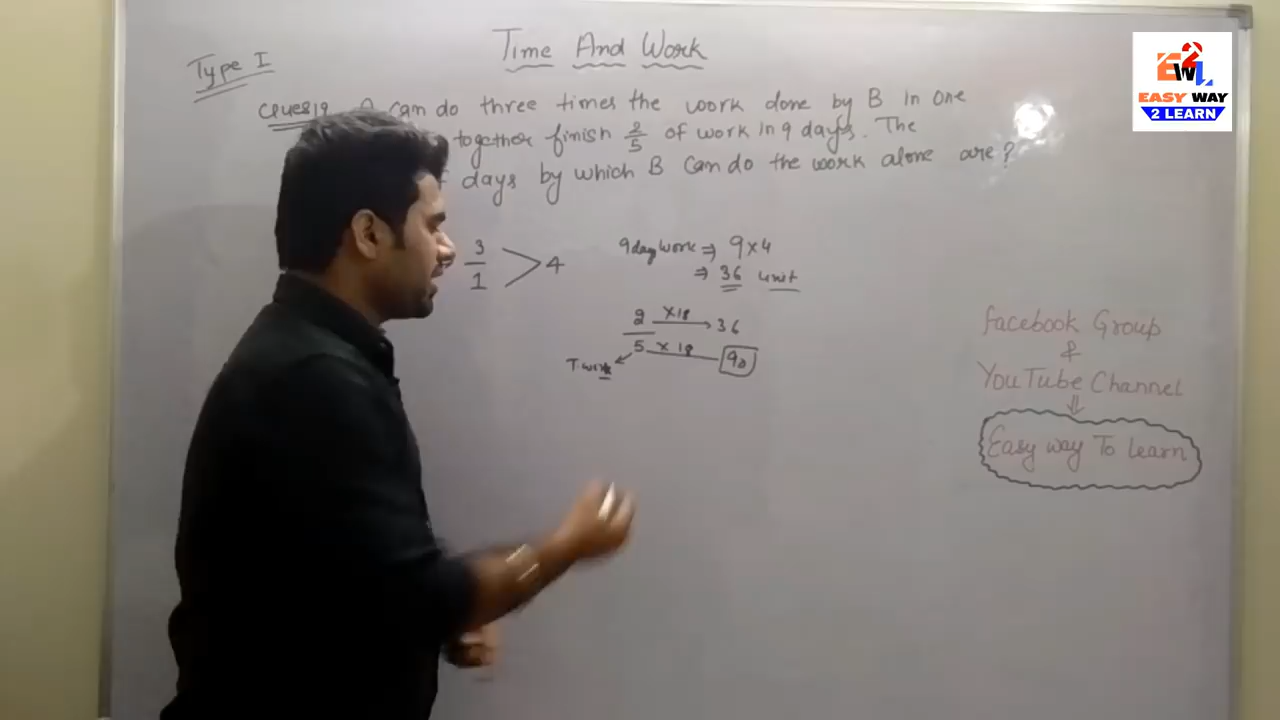 Time And Work
Type I
can do three times the work done by B in one
together finish 2/5 of work in 9 days. The
days by which B can do the work alone are?
3
1
4
9 day work ⇒ 9 x 4
⇒ 36 unit
2 x18 → 36
5 x 18 90
T. work
facebook Group
&
YouTube Channel
⇓
Easy way To Learn
E2L
W
EASY WAY
2 LEARN